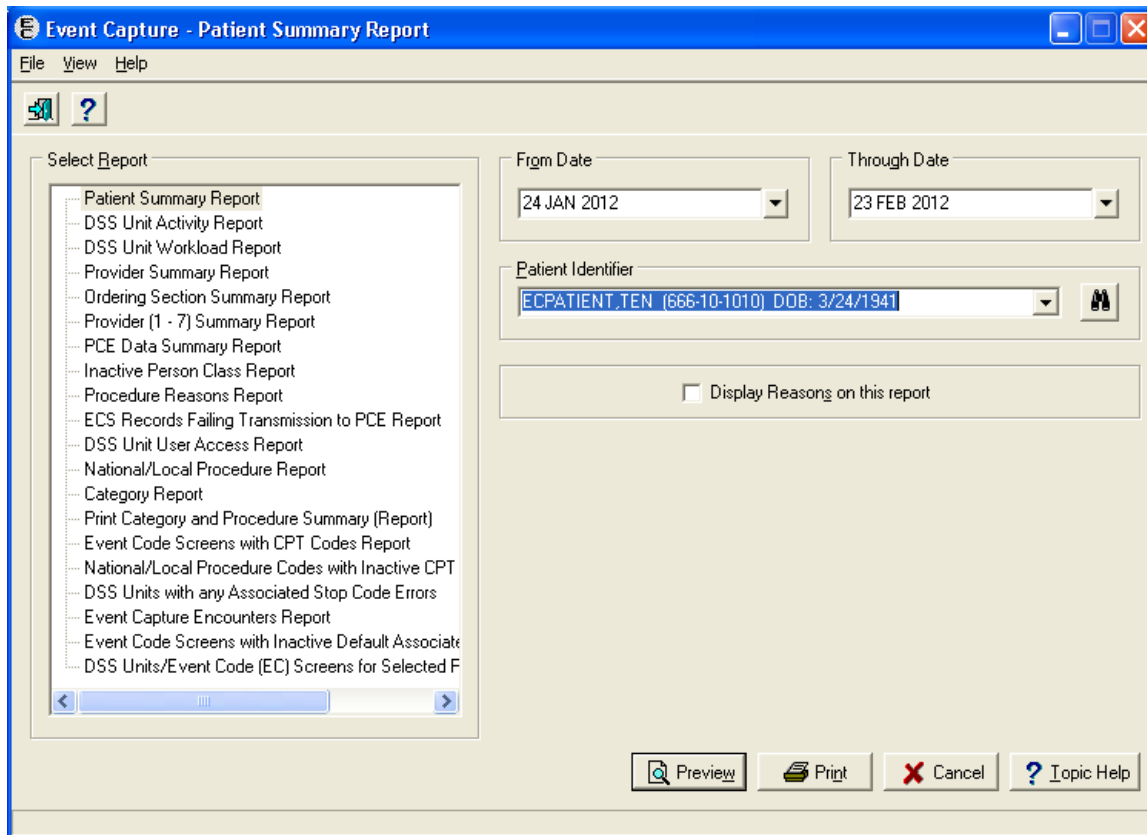 Event Capture - Patient Summary Report
File View Help
Select Report
Patient Summary Report
DSS Unit Activity Report
DSS Unit Workload Report
Provider Summary Report
Ordering Section Summary Report
Provider (1 - 7) Summary Report
PCE Data Summary Report
Inactive Person Class Report
Procedure Reasons Report
ECS Records Failing Transmission to PCE Report
DSS Unit User Access Report
National/Local Procedure Report
Category Report
Print Category and Procedure Summary (Report)
Event Code Screens with CPT Codes Report
National/Local Procedure Codes with Inactive CPT
DSS Units with any Associated Stop Code Errors
Event Capture Encounters Report
Event Code Screens with Inactive Default Associate
DSS Units/Event Code (EC) Screens for Selected F
From Date
24 JAN 2012
Through Date
23 FEB 2012
Patient Identifier
ECPATIENT,TEN (666-10-1010) DOB: 3/24/1941
Display Reasons on this report
Preview Print Cancel ? Topic Help